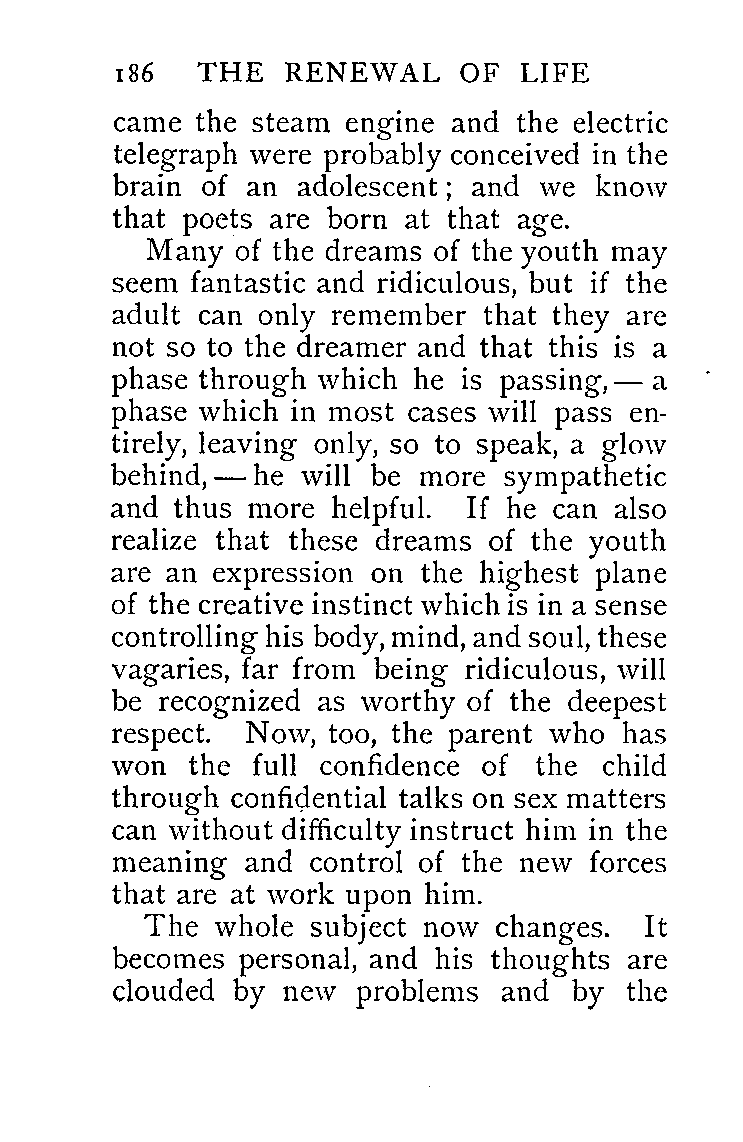 186 THE RENEWAL OF LIFE
came the steam engine and the electric
telegraph were probably conceived in the
brain of an adolescent; and we know
that poets are born at that age.
Many of the dreams of the youth may
seem fantastic and ridiculous, but if the
adult can only remember that they are
not so to the dreamer and that this is a
phase through which he is passing,— a
phase which in most cases will pass en-
tirely, leaving only, so to speak, a glow
behind,— he will be more sympathetic
and thus more helpful. If he can also
realize that these dreams of the youth
are an expression on the highest plane
of the creative instinct which is in a sense
controlling his body, mind, and soul, these
vagaries, far from being ridiculous, will
be recognized as worthy of the deepest
respect. Now, too, the parent who has
won the full confidence of the child
through confidential talks on sex matters
can without difficulty instruct him in the
meaning and control of the new forces
that are at work upon him.
The whole subject now changes. It
becomes personal, and his thoughts are
clouded by new problems and by the